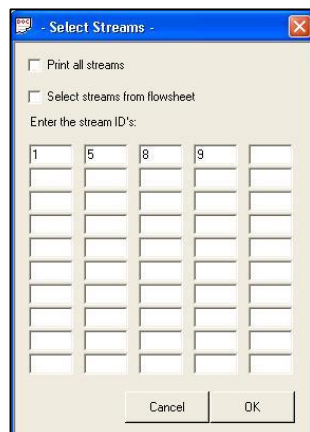 - Select Streams -
Print all streams
Select streams from flowsheet
Enter the stream ID's:
1 5 8 9
Cancel OK